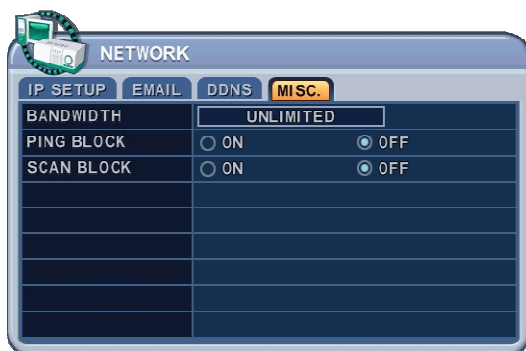 NETWORK
IP SETUP EMAIL DDNS MISC.
BANDWIDTH UNLIMITED
PING BLOCK ON OFF
SCAN BLOCK ON OFF